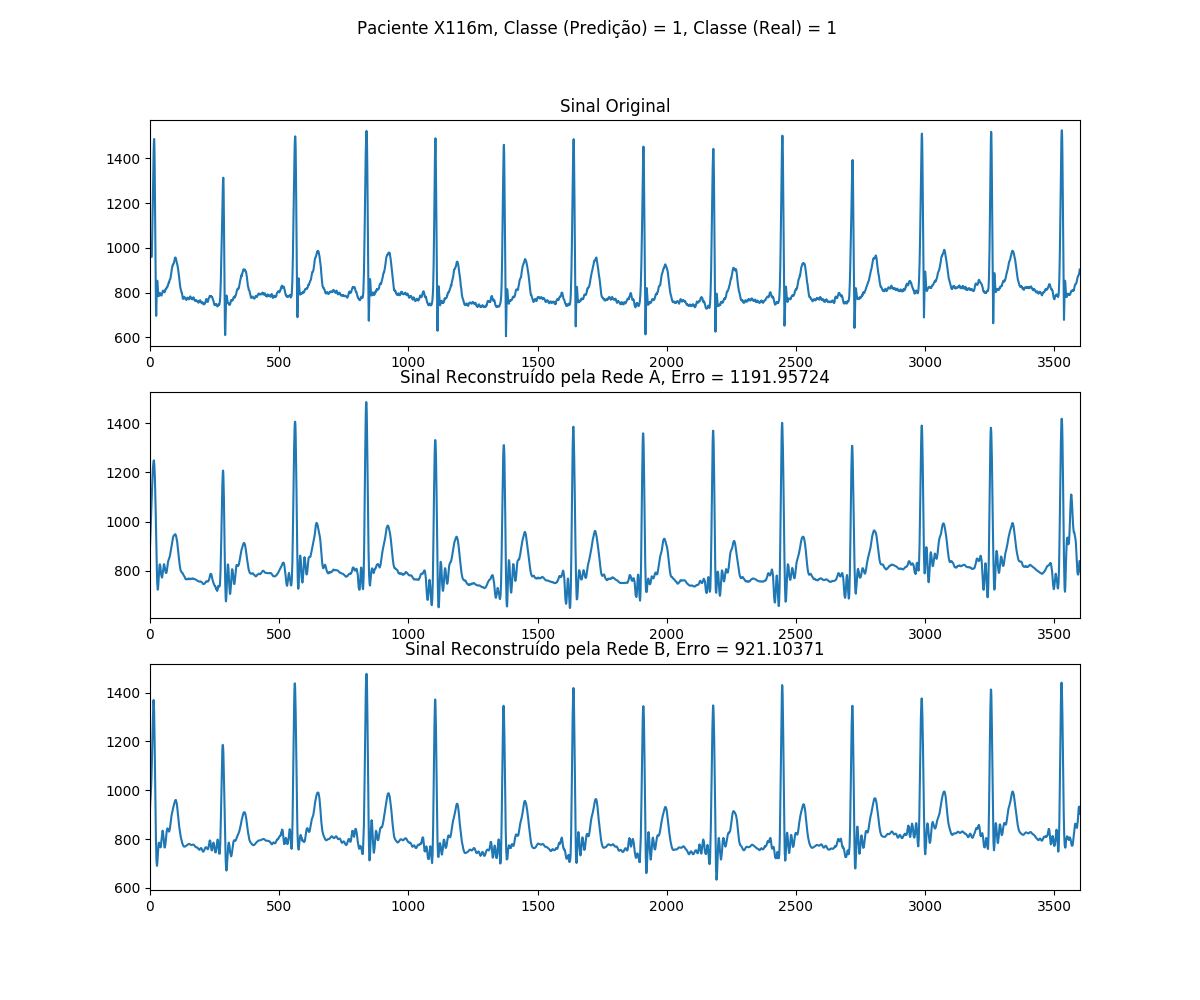 Paciente X116m, Classe (Predição) = 1, Classe (Real) = 1
Sinal Original
1400
1200
1000
800
600
0 500 1000 1500 2000 2500 3000 3500
Sinal Reconstruído pela Rede A, Erro = 1191.95724
1400
1200
1000
800
0 500 1000 1500 2000 2500 3000 3500
Sinal Reconstruído pela Rede B, Erro = 921.10371
1400
1200
1000
800
600
0 500 1000 1500 2000 2500 3000 3500